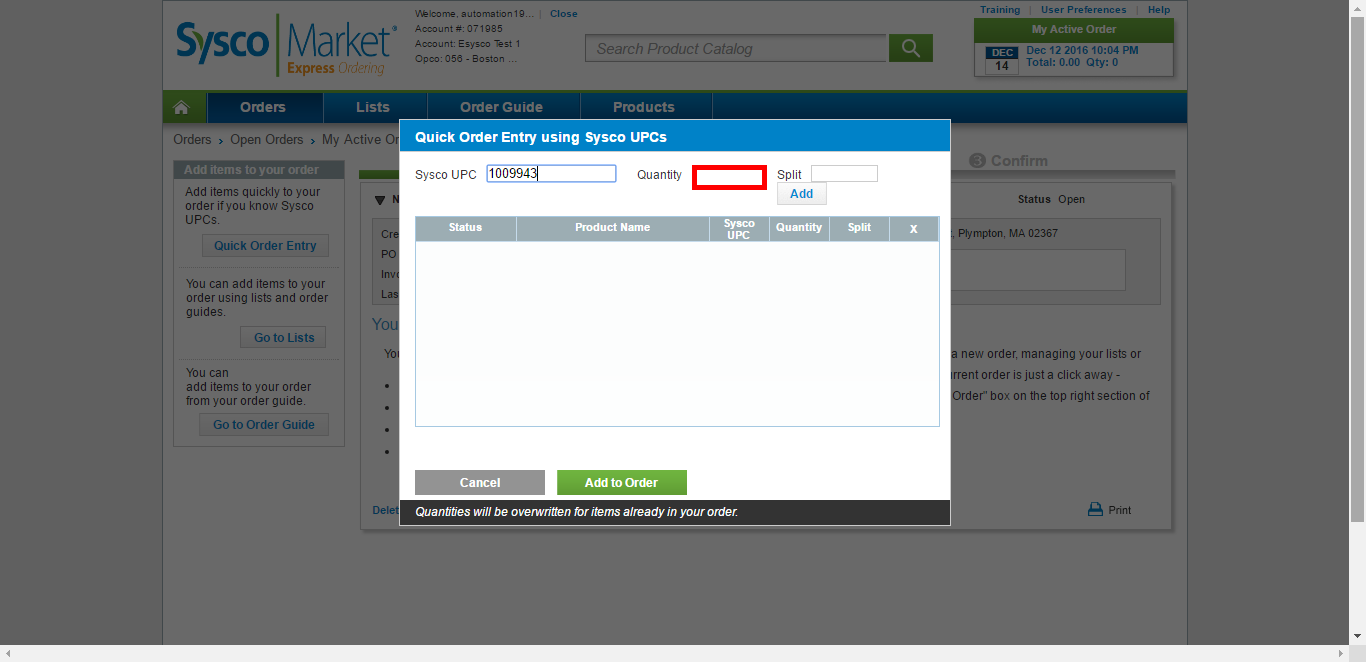 Welcome, automation19... | Close
Account #: 071985
Account: Esysco Test 1
Opco: 056 - Boston ...
Sysco Market
Express Ordering
Search Product Catalog
Training | User Preferences | Help
My Active Order
DEC
14
Dec 12 2016 10:04 PM
Total: 0.00 Qty: 0
Orders
Lists
Order Guide
Products
Orders › Open Orders › My Active Or
3 Confirm
Add items to your order
Add items quickly to your
order if you know Sysco
UPCs.
Quick Order Entry
You can add items to your
order using lists and order
guides.
Go to Lists
You can
add items to your order
from your order guide.
Go to Order Guide
Quick Order Entry using Sysco UPCs
Sysco UPC 1009943 Quantity Split
Add
Status
Product Name
Sysco
UPC
Quantity
Split
X
Cancel
Add to Order
Quantities will be overwritten for items already in your order.
N
Status Open
Cre
, Plympton, MA 02367
PO
Invo
Las
You
You
a new order, managing your lists or
rrent order is just a click away -
Order" box on the top right section of
Delet
Print